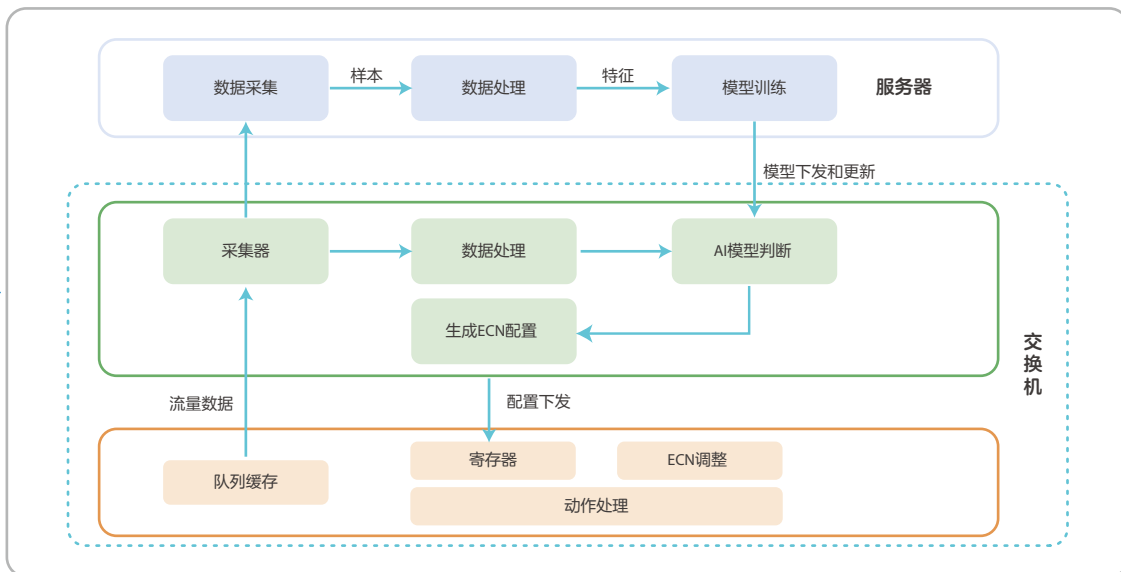 数据采集
样本
数据处理
特征
模型训练
服务器
模型下发和更新
采集器
数据处理
AI模型判断
生成ECN配置
交换机
流量数据
配置下发
队列缓存
寄存器
ECN调整
动作处理